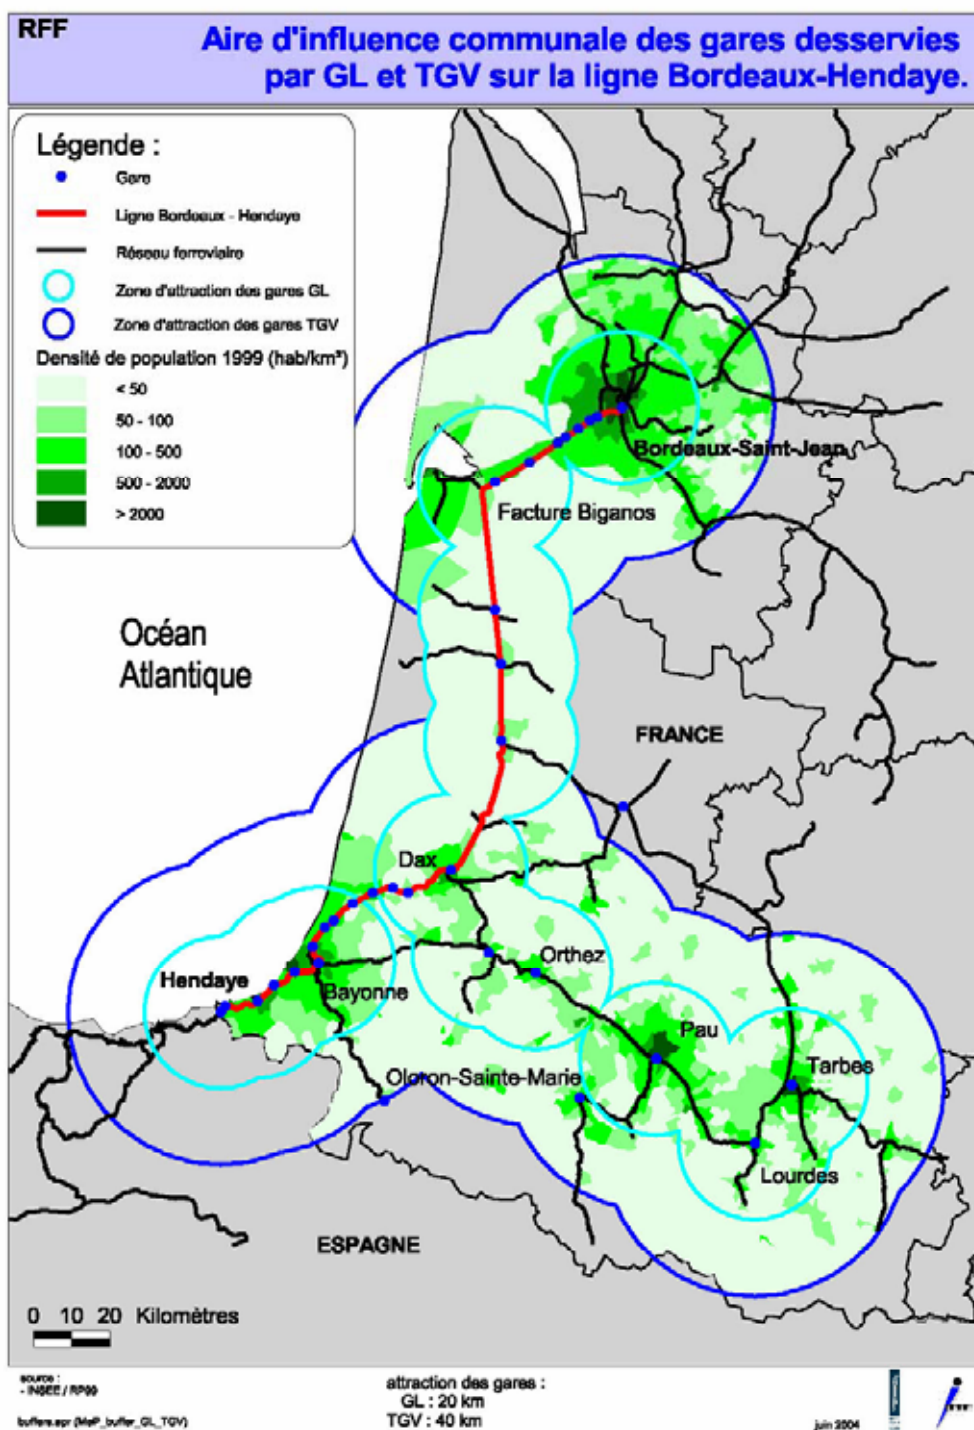 RFF
Aire d'influence communale des gares desservies
par GL et TGV sur la ligne Bordeaux-Hendaye.
Légende :
Gare
Ligne Bordeaux - Hendaye
Réseau ferroviaire
Zone d'attraction des gares GL
Zone d'attraction des gares TGV
Densité de population 1999 (hab/km²)
< 50
50 - 100
100 - 500
500 - 2000
> 2000
Bordeaux-Saint-Jean
Facture Biganos
Océan
Atlantique
FRANCE
Dax
Orthez
Hendaye
Bayonne
Pau
Oloron-Sainte-Marie
Tarbes
Lourdes
ESPAGNE
0 10 20 Kilomètres
source :
- INSEE / RP99
buffers.apr (MeP_buffer_GL_TGV)
attraction des gares :
GL : 20 km
TGV : 40 km
juin 2004